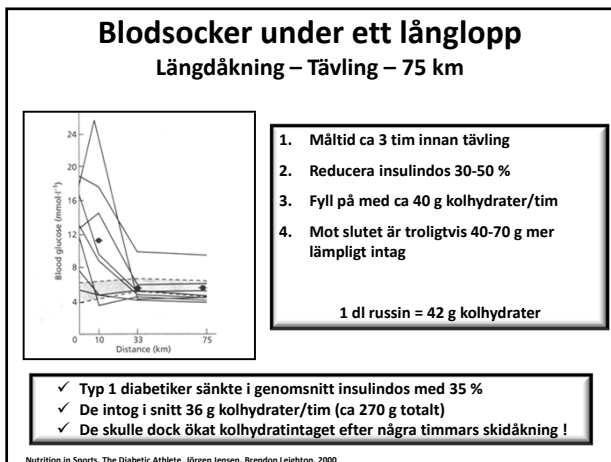 Blodsocker under ett långlopp
Längdåkning – Tävling – 75 km
24
20
16
12
8
4
0
10
33
75
Blood glucose (mmol·l⁻¹)
Distance (km)
1. Måltid ca 3 tim innan tävling
2. Reducera insulindos 30-50 %
3. Fyll på med ca 40 g kolhydrater/tim
4. Mot slutet är troligtvis 40-70 g mer
lämpligt intag
1 dl russin = 42 g kolhydrater
✓ Typ 1 diabetiker sänkte i genomsnitt insulindos med 35 %
✓ De intog i snitt 36 g kolhydrater/tim (ca 270 g totalt)
✓ De skulle dock ökat kolhydratintaget efter några timmars skidåkning !
Nutrition in Sports. The Diabetic Athlete. Jörgen Jensen, Brendon Leighton. 2000